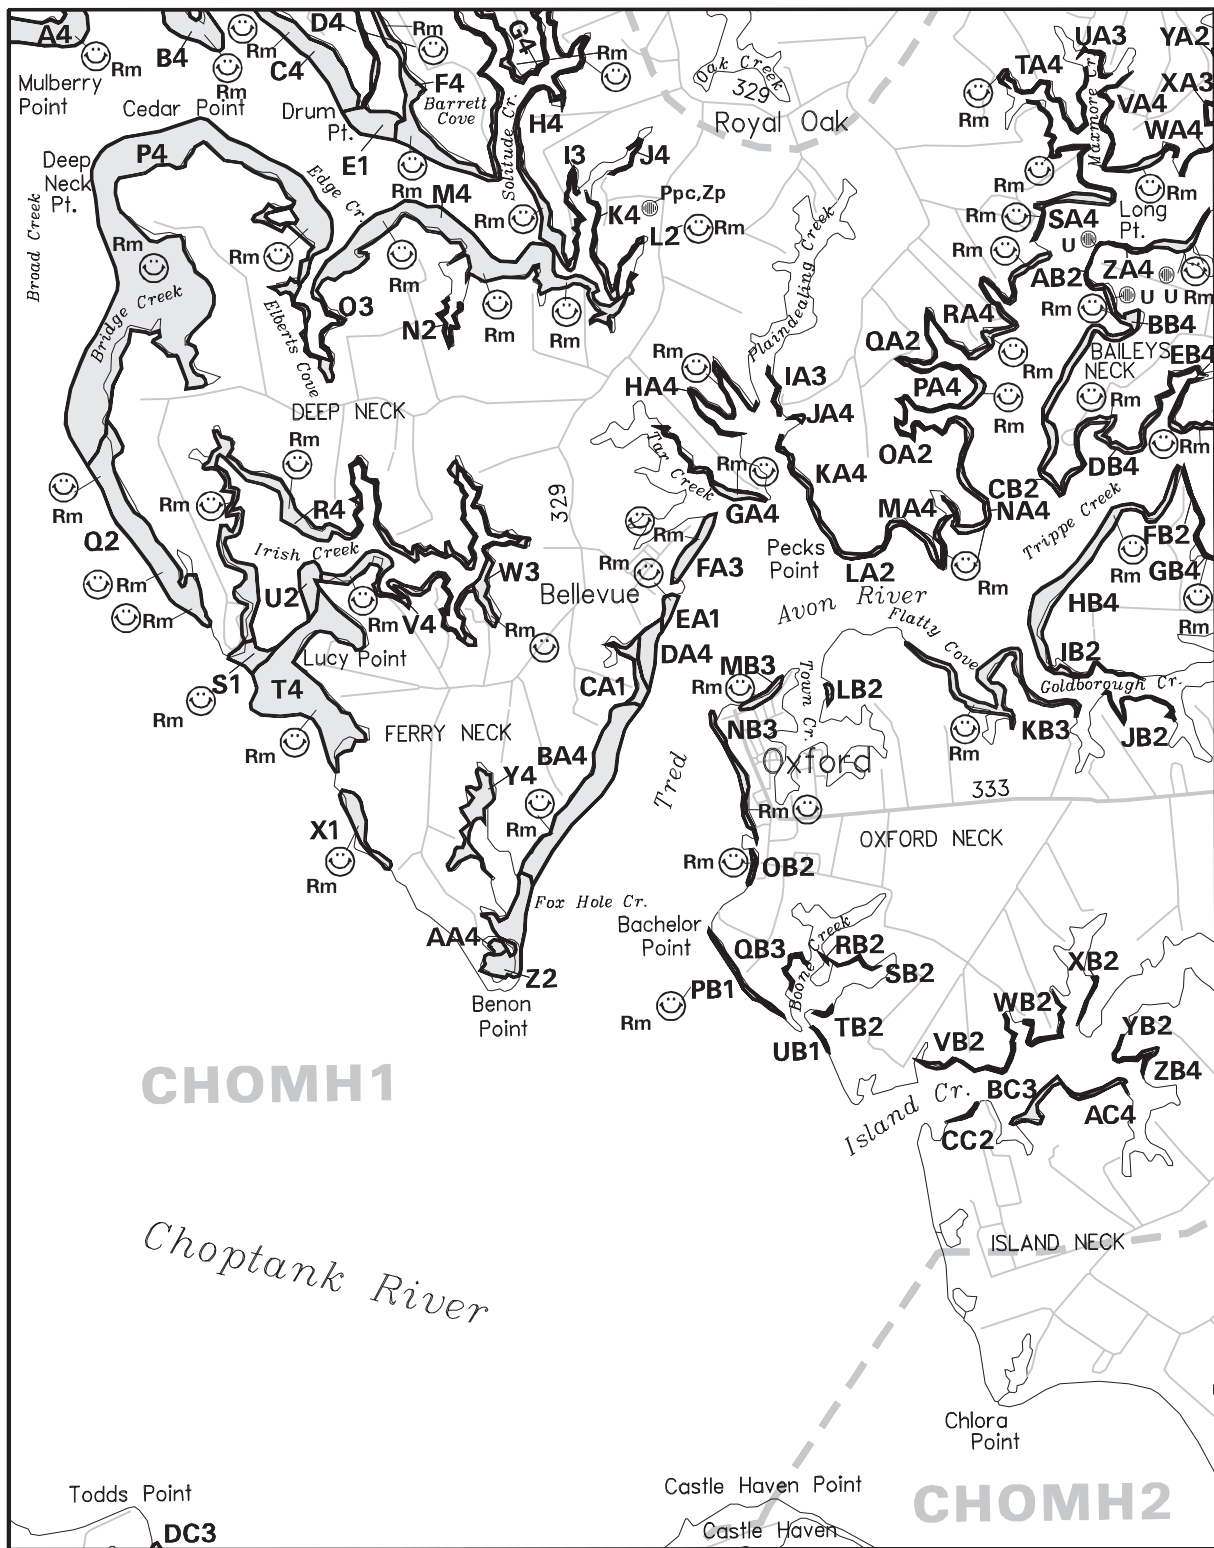 A4
B4
C4
D4
G4
UA3
YA2
TA4
XA3
VA4
WA4
Rm
Rm
Rm
Rm
Rm
Mulberry
Point
Cedar Point
Drum
Pt.
E1
F4
Barrett
Cove
H4
Solitude Cr.
Oak Creek
329
Royal Oak
Maxmore Cr.
Rm
Deep
Neck
Pt.
P4
Edge Cr.
Rm
M4
I3
J4
K4
Ppc,Zp
L2
Rm
Rm
Rm
Rm
Rm
SA4
Long
Pt.
U
Broad Creek
Rm
Rm
Rm
Rm
AB2
ZA4
U
U
Rm
Rm
BB4
Bridge Creek
Elberts Cove
O3
N2
Rm
Rm
Plaindealing Creek
RA4
QA2
BAILEYS
NECK
EB4
Rm
HA4
IA3
JA4
PA4
Rm
Rm
Rm
Rm
DEEP NECK
Rm
Tar Creek
Rm
KA4
OA2
DB4
CB2
NA4
MA4
Trippe Creek
Rm
Rm
R4
329
GA4
Pecks
Point
LA2
Rm
Rm
FB2
GB4
Q2
Irish Creek
W3
Rm
Rm
FA3
Bellevue
Avon River
HB4
Rm
Rm
Rm
U2
Rm
V4
Rm
EA1
DA4
Flatty Cove
IB2
Goldborough Cr.
Lucy Point
S1
T4
CA1
MB3
Rm
Town Cr.
LB2
Rm
Rm
FERRY NECK
NB3
Rm
KB3
JB2
BA4
Y4
Oxford
Tred
333
X1
Rm
Rm
Rm
OXFORD NECK
Rm
OB2
Fox Hole Cr.
AA4
Z2
Benon
Point
Bachelor
Point
QB3
Boone Creek
RB2
SB2
XB2
PB1
Rm
TB2
UB1
WB2
VB2
YB2
ZB4
CHOMH1
BC3
AC4
Island Cr.
CC2
Choptank River
ISLAND NECK
Chlora
Point
Todds Point
Castle Haven Point
CHOMH2
DC3
Castle Haven